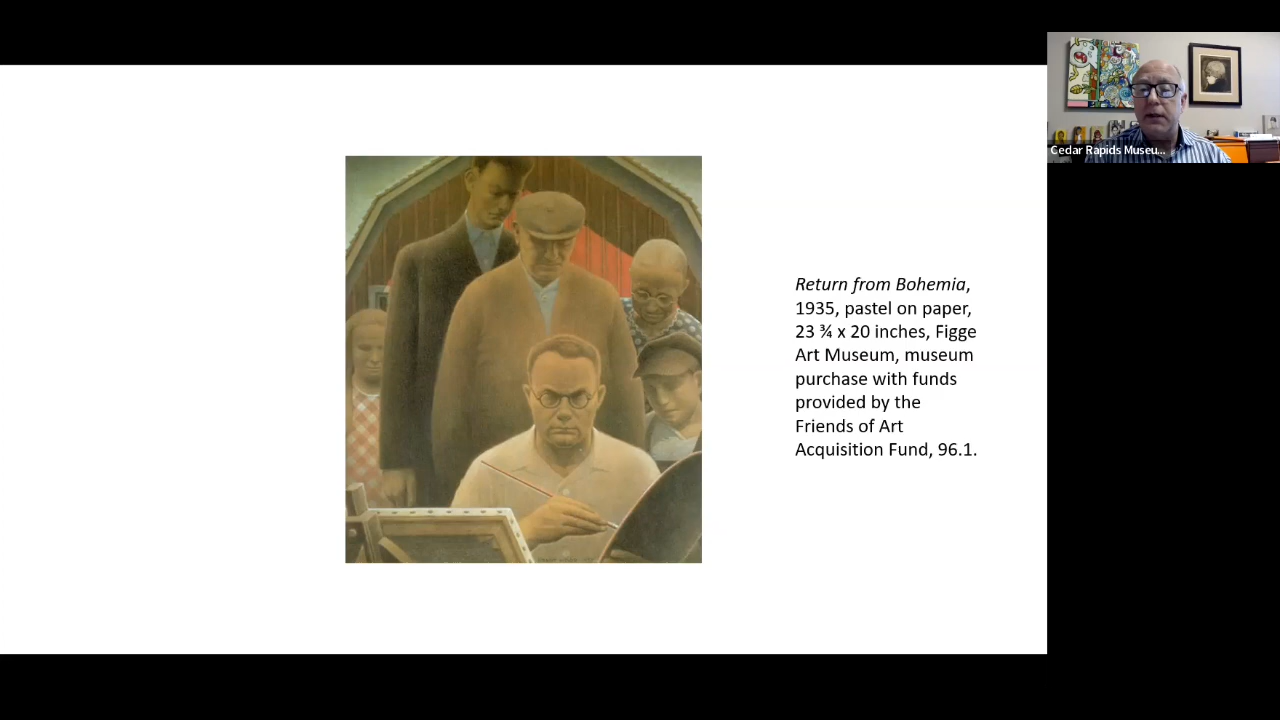 Return from Bohemia,
1935, pastel on paper,
23 ¾ x 20 inches, Figge
Art Museum, museum
purchase with funds
provided by the
Friends of Art
Acquisition Fund, 96.1.
Cedar Rapids Museu...